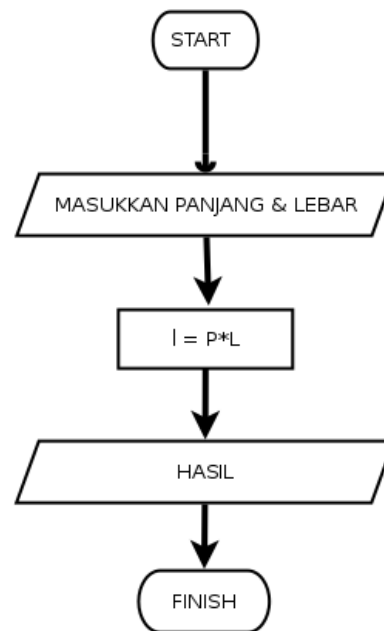 START
MASUKKAN PANJANG & LEBAR
l = P*L
HASIL
FINISH